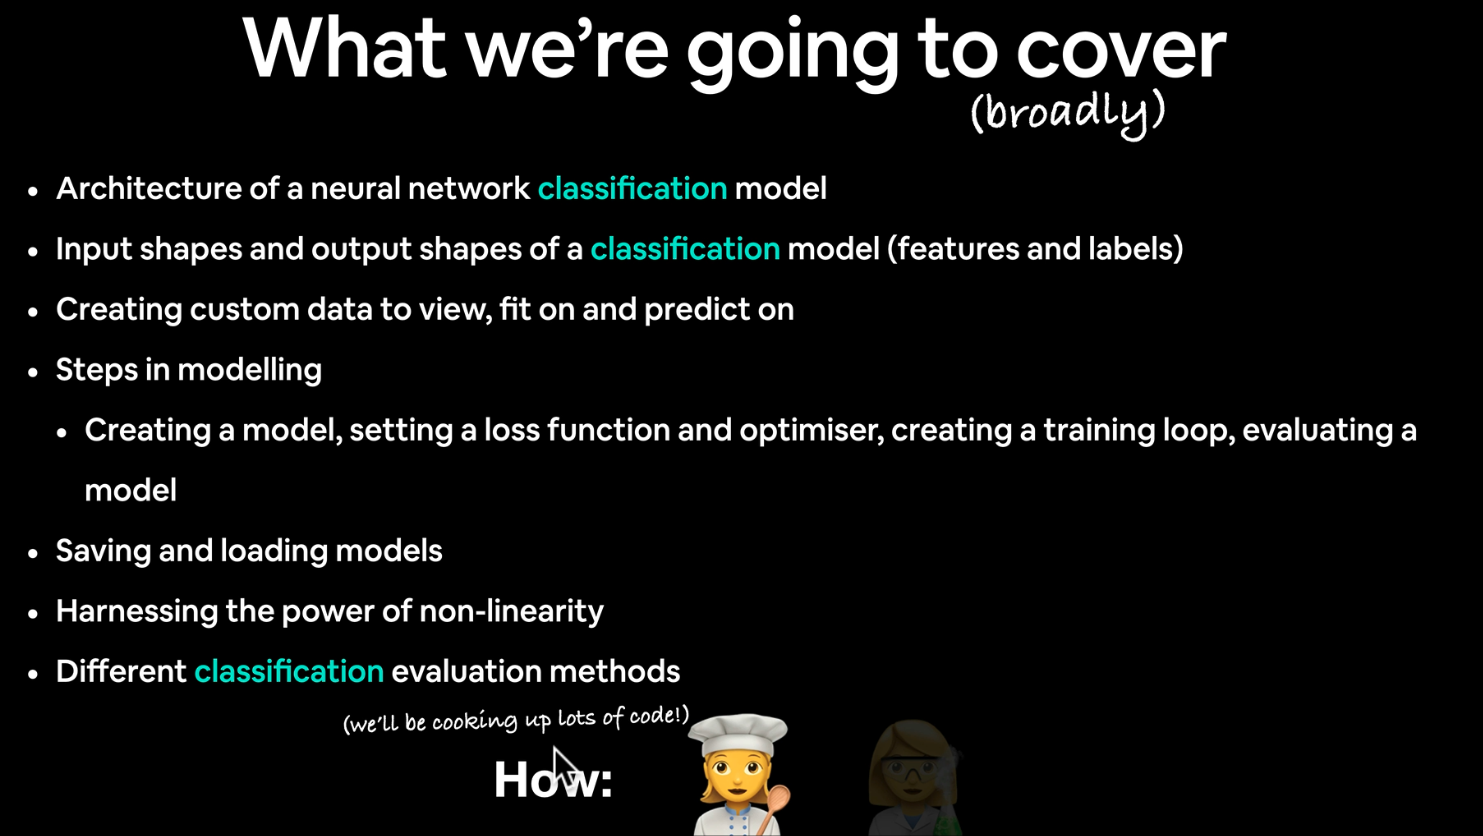 What we're going to cover
(broadly)
• Architecture of a neural network classification model
• Input shapes and output shapes of a classification model (features and labels)
• Creating custom data to view, fit on and predict on
• Steps in modelling
• Creating a model, setting a loss function and optimiser, creating a training loop, evaluating a
model
• Saving and loading models
• Harnessing the power of non-linearity
• Different classification evaluation methods
(we'll be cooking up lots of code!)
How: